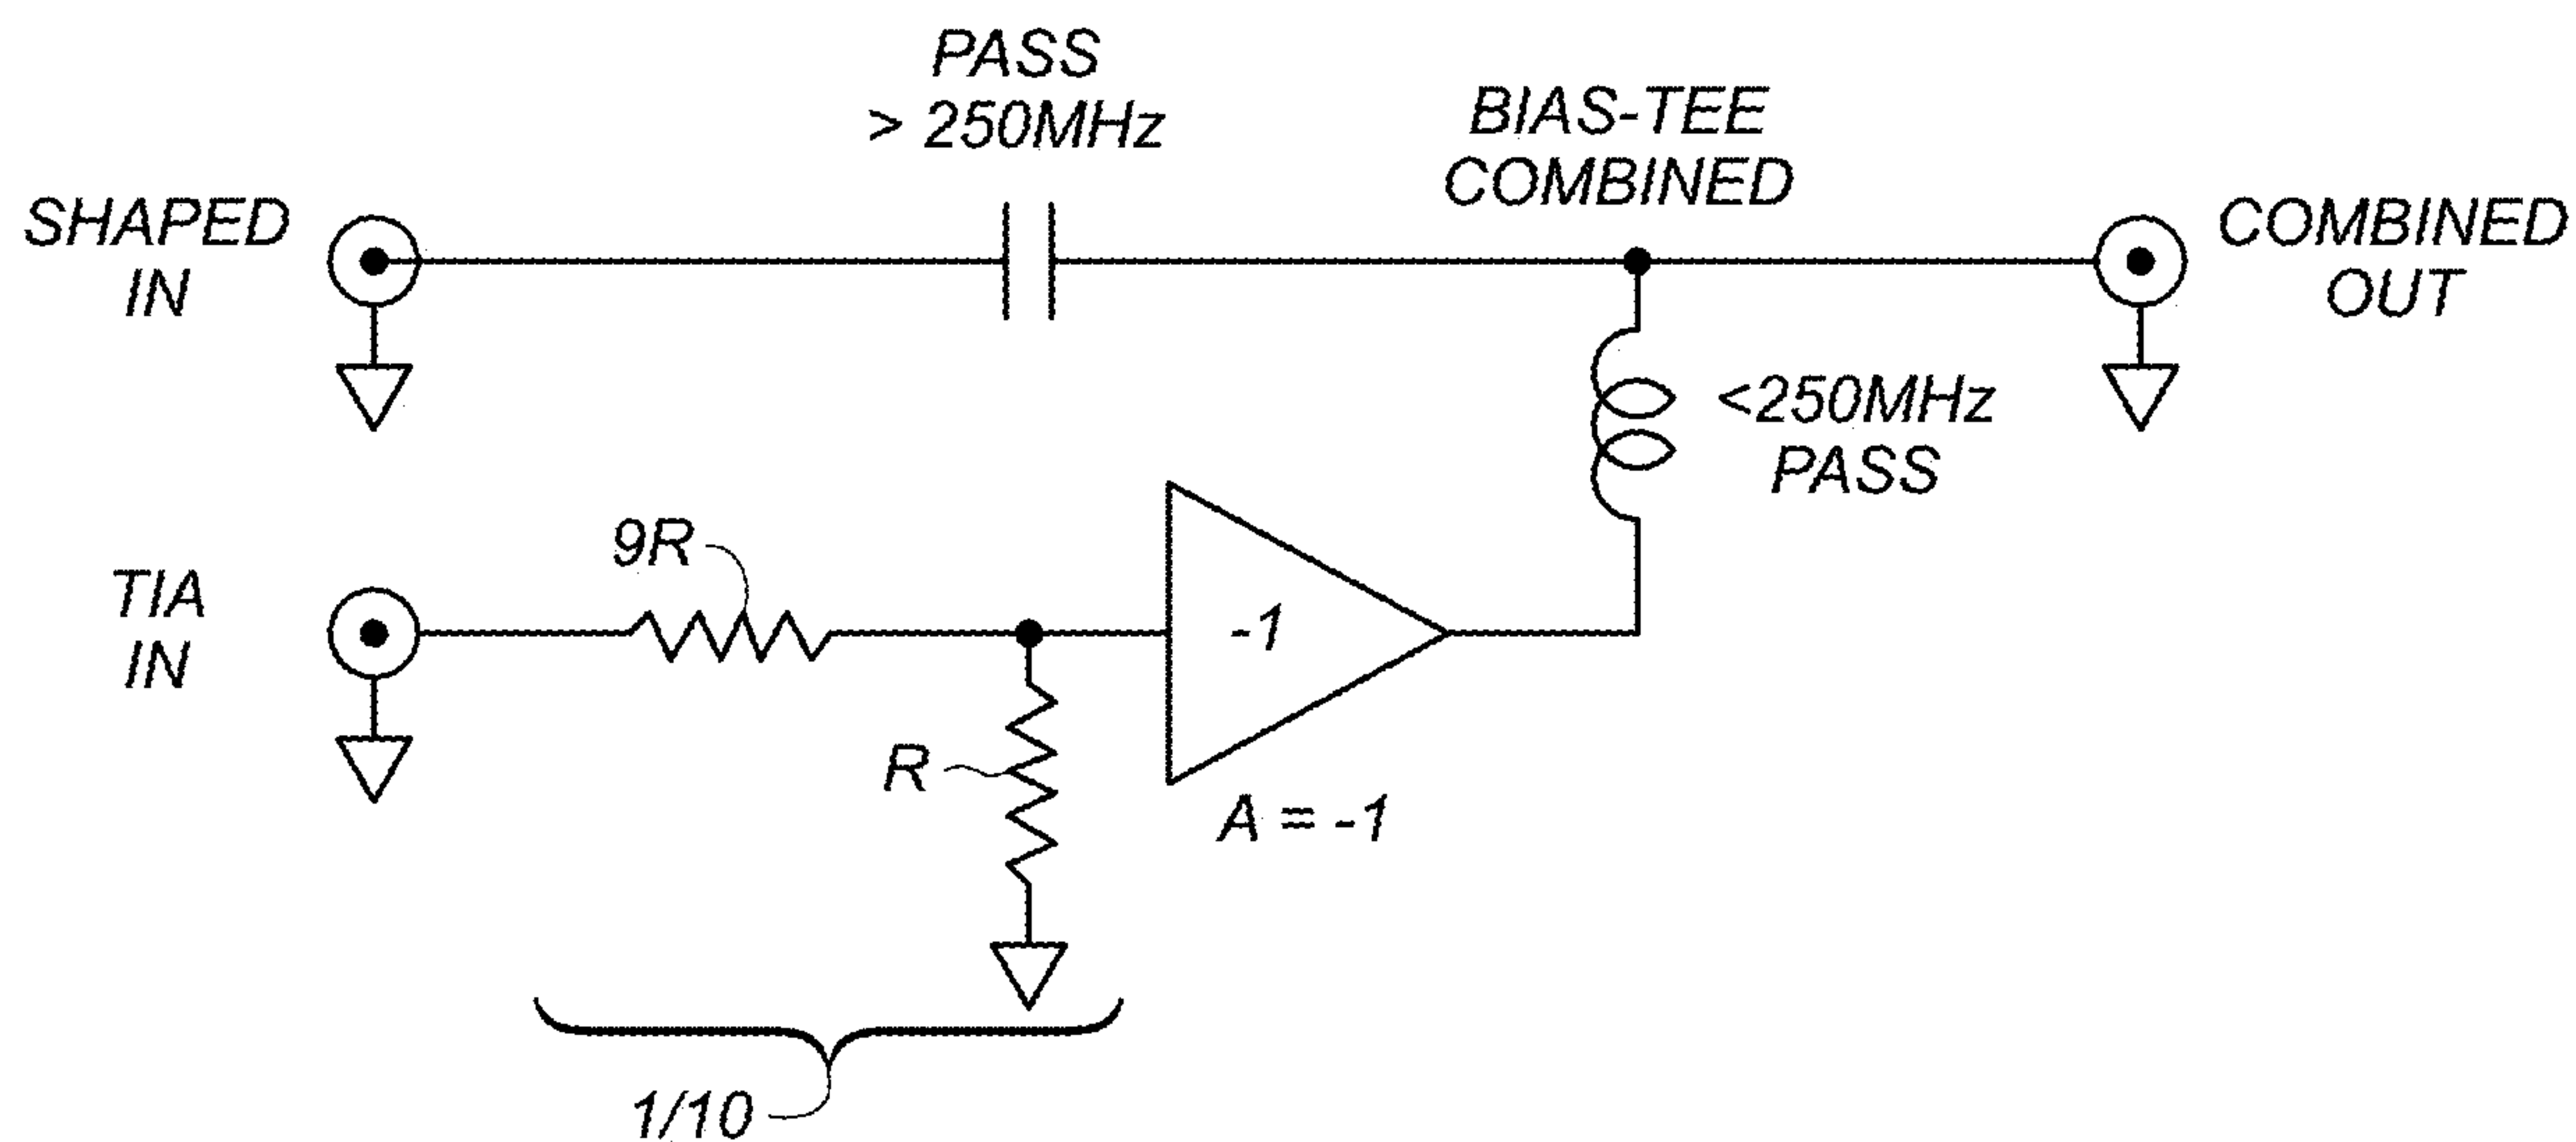 PASS
> 250MHz
BIAS-TEE
COMBINED
SHAPED
IN
COMBINED
OUT
<250MHz
PASS
9R
TIA
IN
-1
R
A = -1
1/10